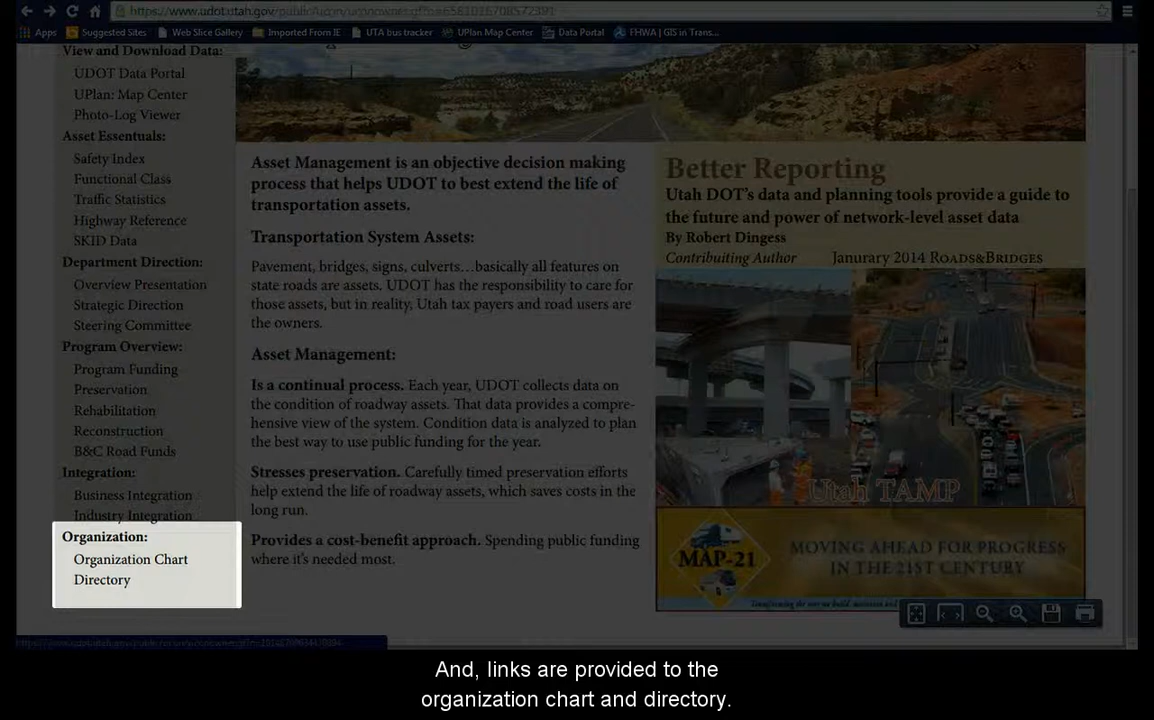 https://www.udot.utah.gov/public/ucon/uconowner.gf?n=
Apps Suggested Sites Web Slice Gallery Imported From IE UTA bus tracker UPlan Map Center Data Portal FHWA | GIS in Trans...
View and Download Data:
UDOT Data Portal
UPlan: Map Center
Photo-Log Viewer
Asset Essentuals:
Safety Index
Functional Class
Traffic Statistics
Highway Reference
SKID Data
Department Direction:
Overview Presentation
Strategic Direction
Steering Committee
Program Overview:
Program Funding
Preservation
Rehabilitation
Reconstruction
B&C Road Funds
Integration:
Business Integration
Industry Integration
Organization:
Organization Chart
Directory
Asset Management is an objective decision making
process that helps UDOT to best extend the life of
transportation assets.
Transportation System Assets:
Pavement, bridges, signs, culverts…basically all features on
state roads are assets. UDOT has the responsibility to care for
those assets, but in reality, Utah tax payers and road users are
the owners.
Asset Management:
Is a continual process. Each year, UDOT collects data on
the condition of roadway assets. That data provides a compre-
hensive view of the system. Condition data is analyzed to plan
the best way to use public funding for the year.
Stresses preservation. Carefully timed preservation efforts
help extend the life of roadway assets, which saves costs in the
long run.
Provides a cost-benefit approach. Spending public funding
where it's needed most.
Better Reporting
Utah DOT's data and planning tools provide a guide to
the future and power of network-level asset data
By Robert Dingess
Contribuiting Author Janurary 2014 ROADS&BRIDGES
Utah TAMP
MAP-21
MOVING AHEAD FOR PROGRESS
IN THE 21ST CENTURY
And, links are provided to the
organization chart and directory.